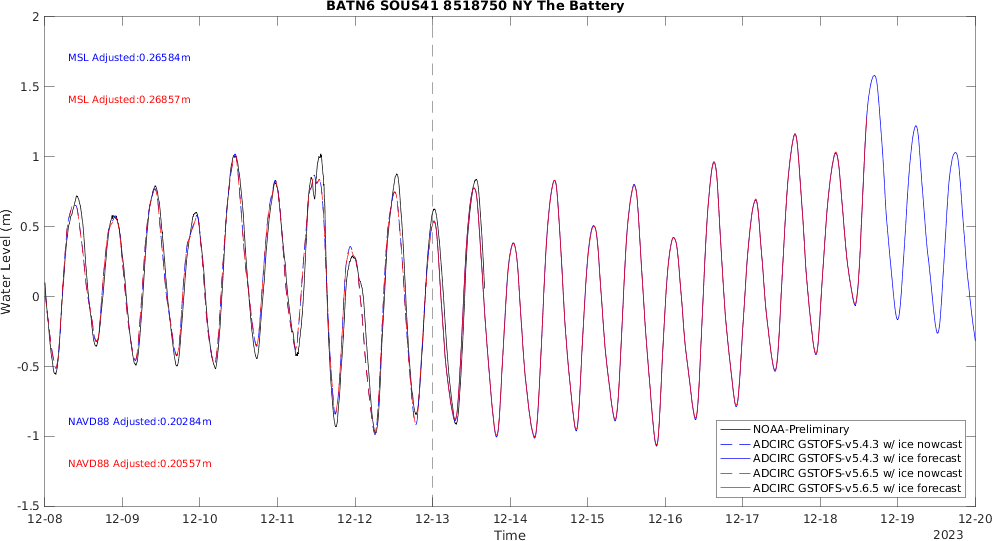 BATN6 SOUS41 8518750 NY The Battery
2
1.5
1
0.5
0
-0.5
-1
-1.5
Water Level (m)
MSL Adjusted:0.26584m
MSL Adjusted:0.26857m
NAVD88 Adjusted:0.20284m
NAVD88 Adjusted:0.20557m
NOAA-Preliminary
ADCIRC GSTOFS-v5.4.3 w/ ice nowcast
ADCIRC GSTOFS-v5.4.3 w/ ice forecast
ADCIRC GSTOFS-v5.6.5 w/ ice nowcast
ADCIRC GSTOFS-v5.6.5 w/ ice forecast
12-08 12-09 12-10 12-11 12-12 12-13 12-14 12-15 12-16 12-17 12-18 12-19 12-20
Time
2023